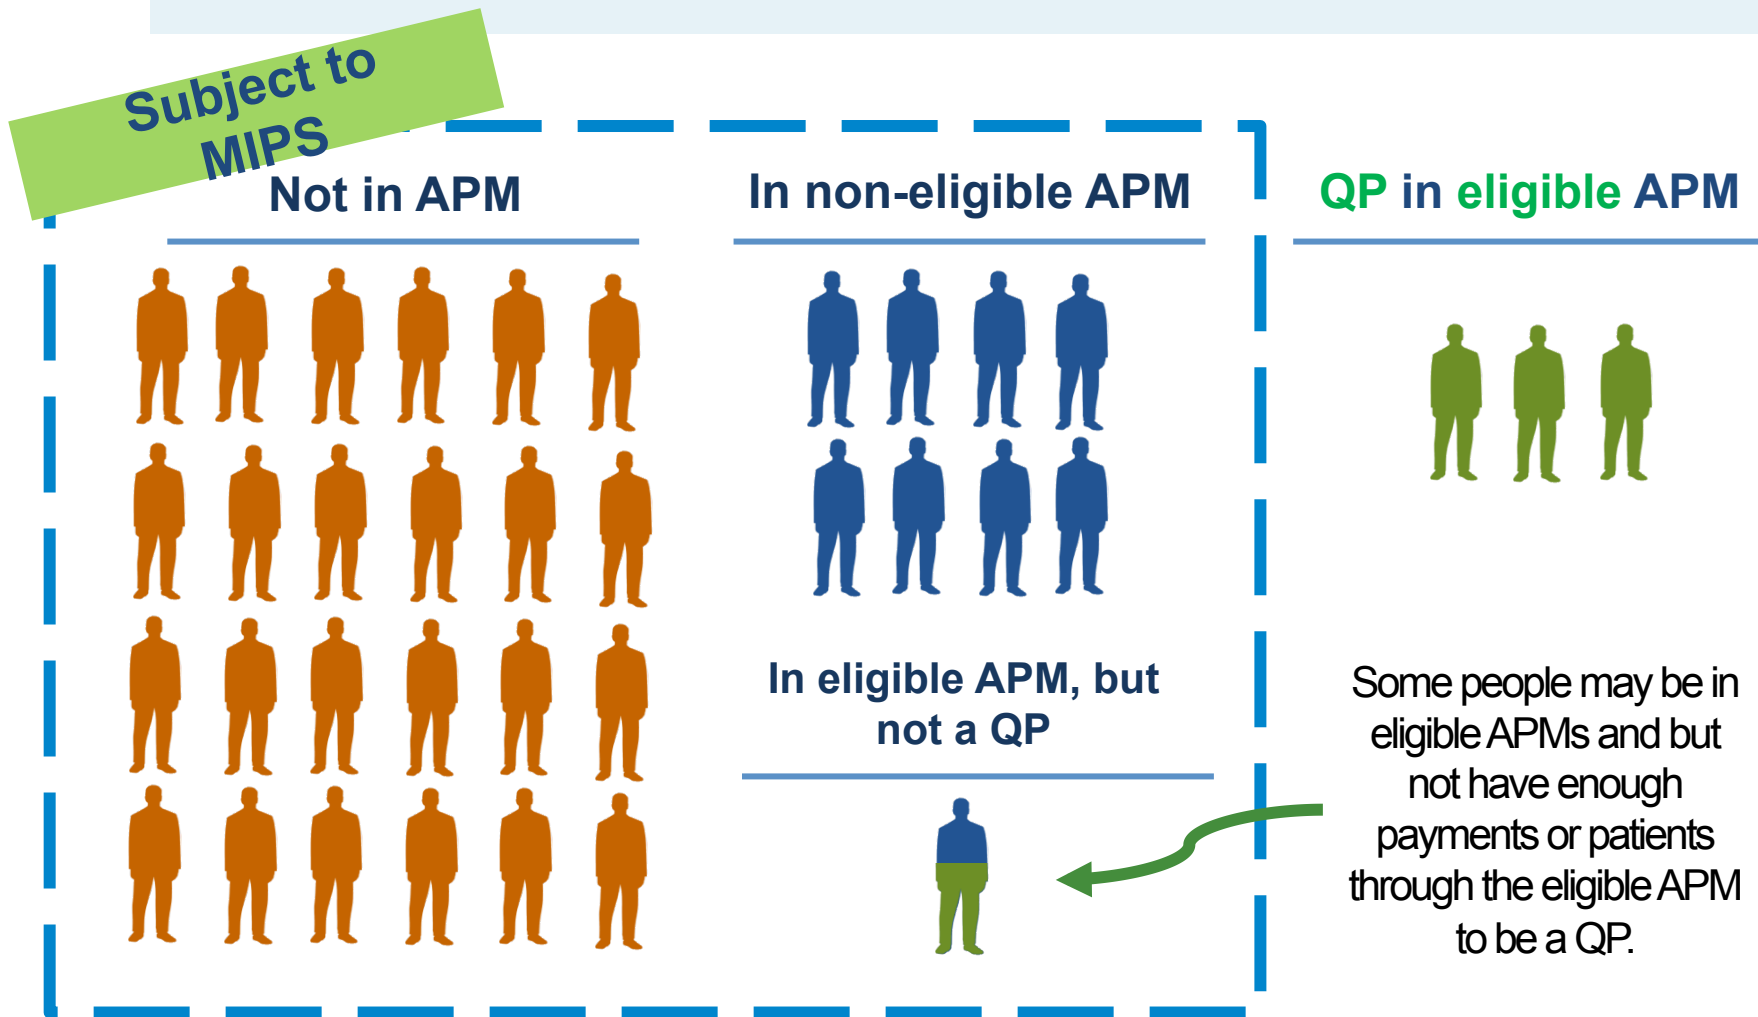 Subject to
MIPS
Not in APM
In non-eligible APM
QP in eligible APM
In eligible APM, but
not a QP
Some people may be in
eligible APMs and but
not have enough
payments or patients
through the eligible APM
to be a QP.